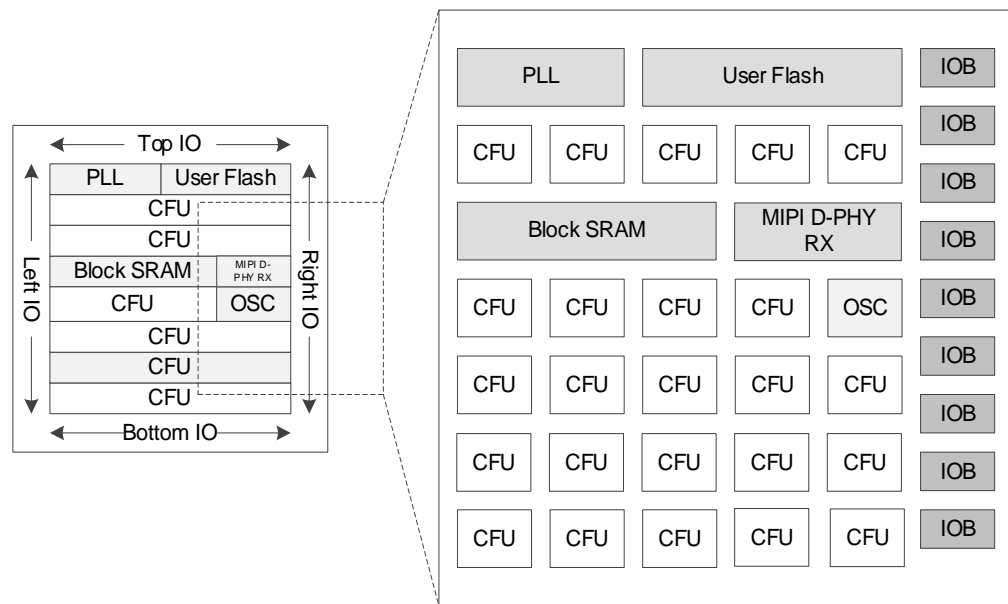 Top IO
Left IO
Right IO
PLL User Flash
CFU
CFU
Block SRAM MIPI D-
PHY RX
CFU OSC
CFU
CFU
CFU
Bottom IO
PLL User Flash IOB
IOB
CFU CFU CFU CFU CFU
IOB
Block SRAM MIPI D-PHY
RX
IOB
CFU CFU CFU CFU OSC IOB
IOB
CFU CFU CFU CFU CFU
IOB
CFU CFU CFU CFU CFU IOB
CFU CFU CFU CFU CFU IOB